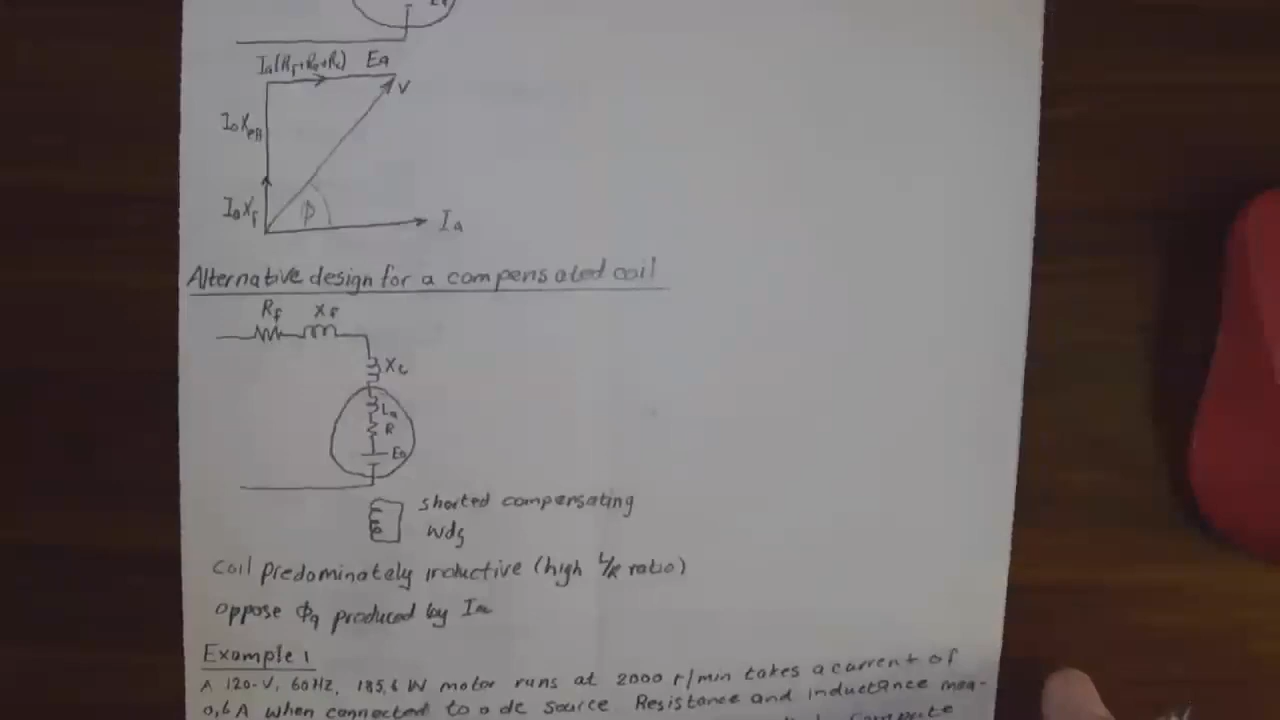 Ia(Rf+Ra+Rc) Ea
V
IaXeff
IaXf
φ
Ia
Alternative design for a compensated coil
Rf Xf
Xc
La
R
Ea
shorted compensating
wdg
coil predominately inductive (high L/R ratio)
oppose φq produced by Ia
Example 1
A 120-V, 60HZ, 185,6 W motor runs at 2000 r/min takes a current of
0,6 A when connected to a dc source Resistance and inductance mea-
Compute